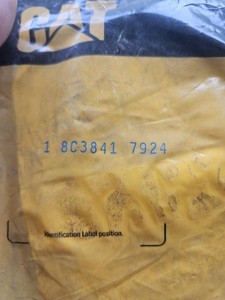 CAT
1 8C3841 7924
Identification Label position.